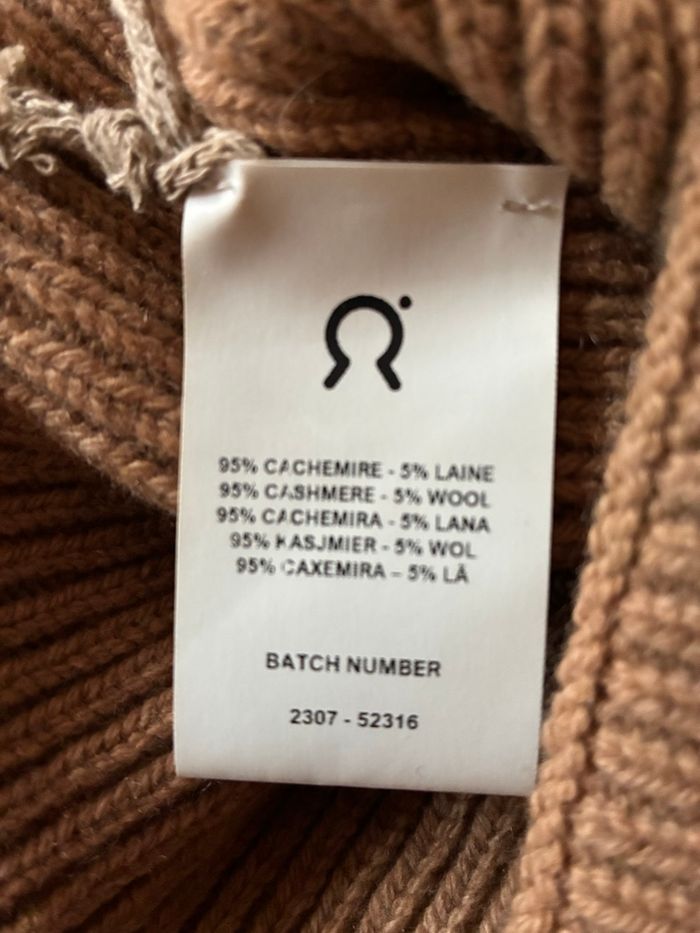 95% CACHEMIRE - 5% LAINE
95% CASHMERE - 5% WOOL
95% CACHEMIRA - 5% LANA
95% KASJMIER - 5% WOL
95% CAXEMIRA – 5% LÃ
BATCH NUMBER
2307 - 52316